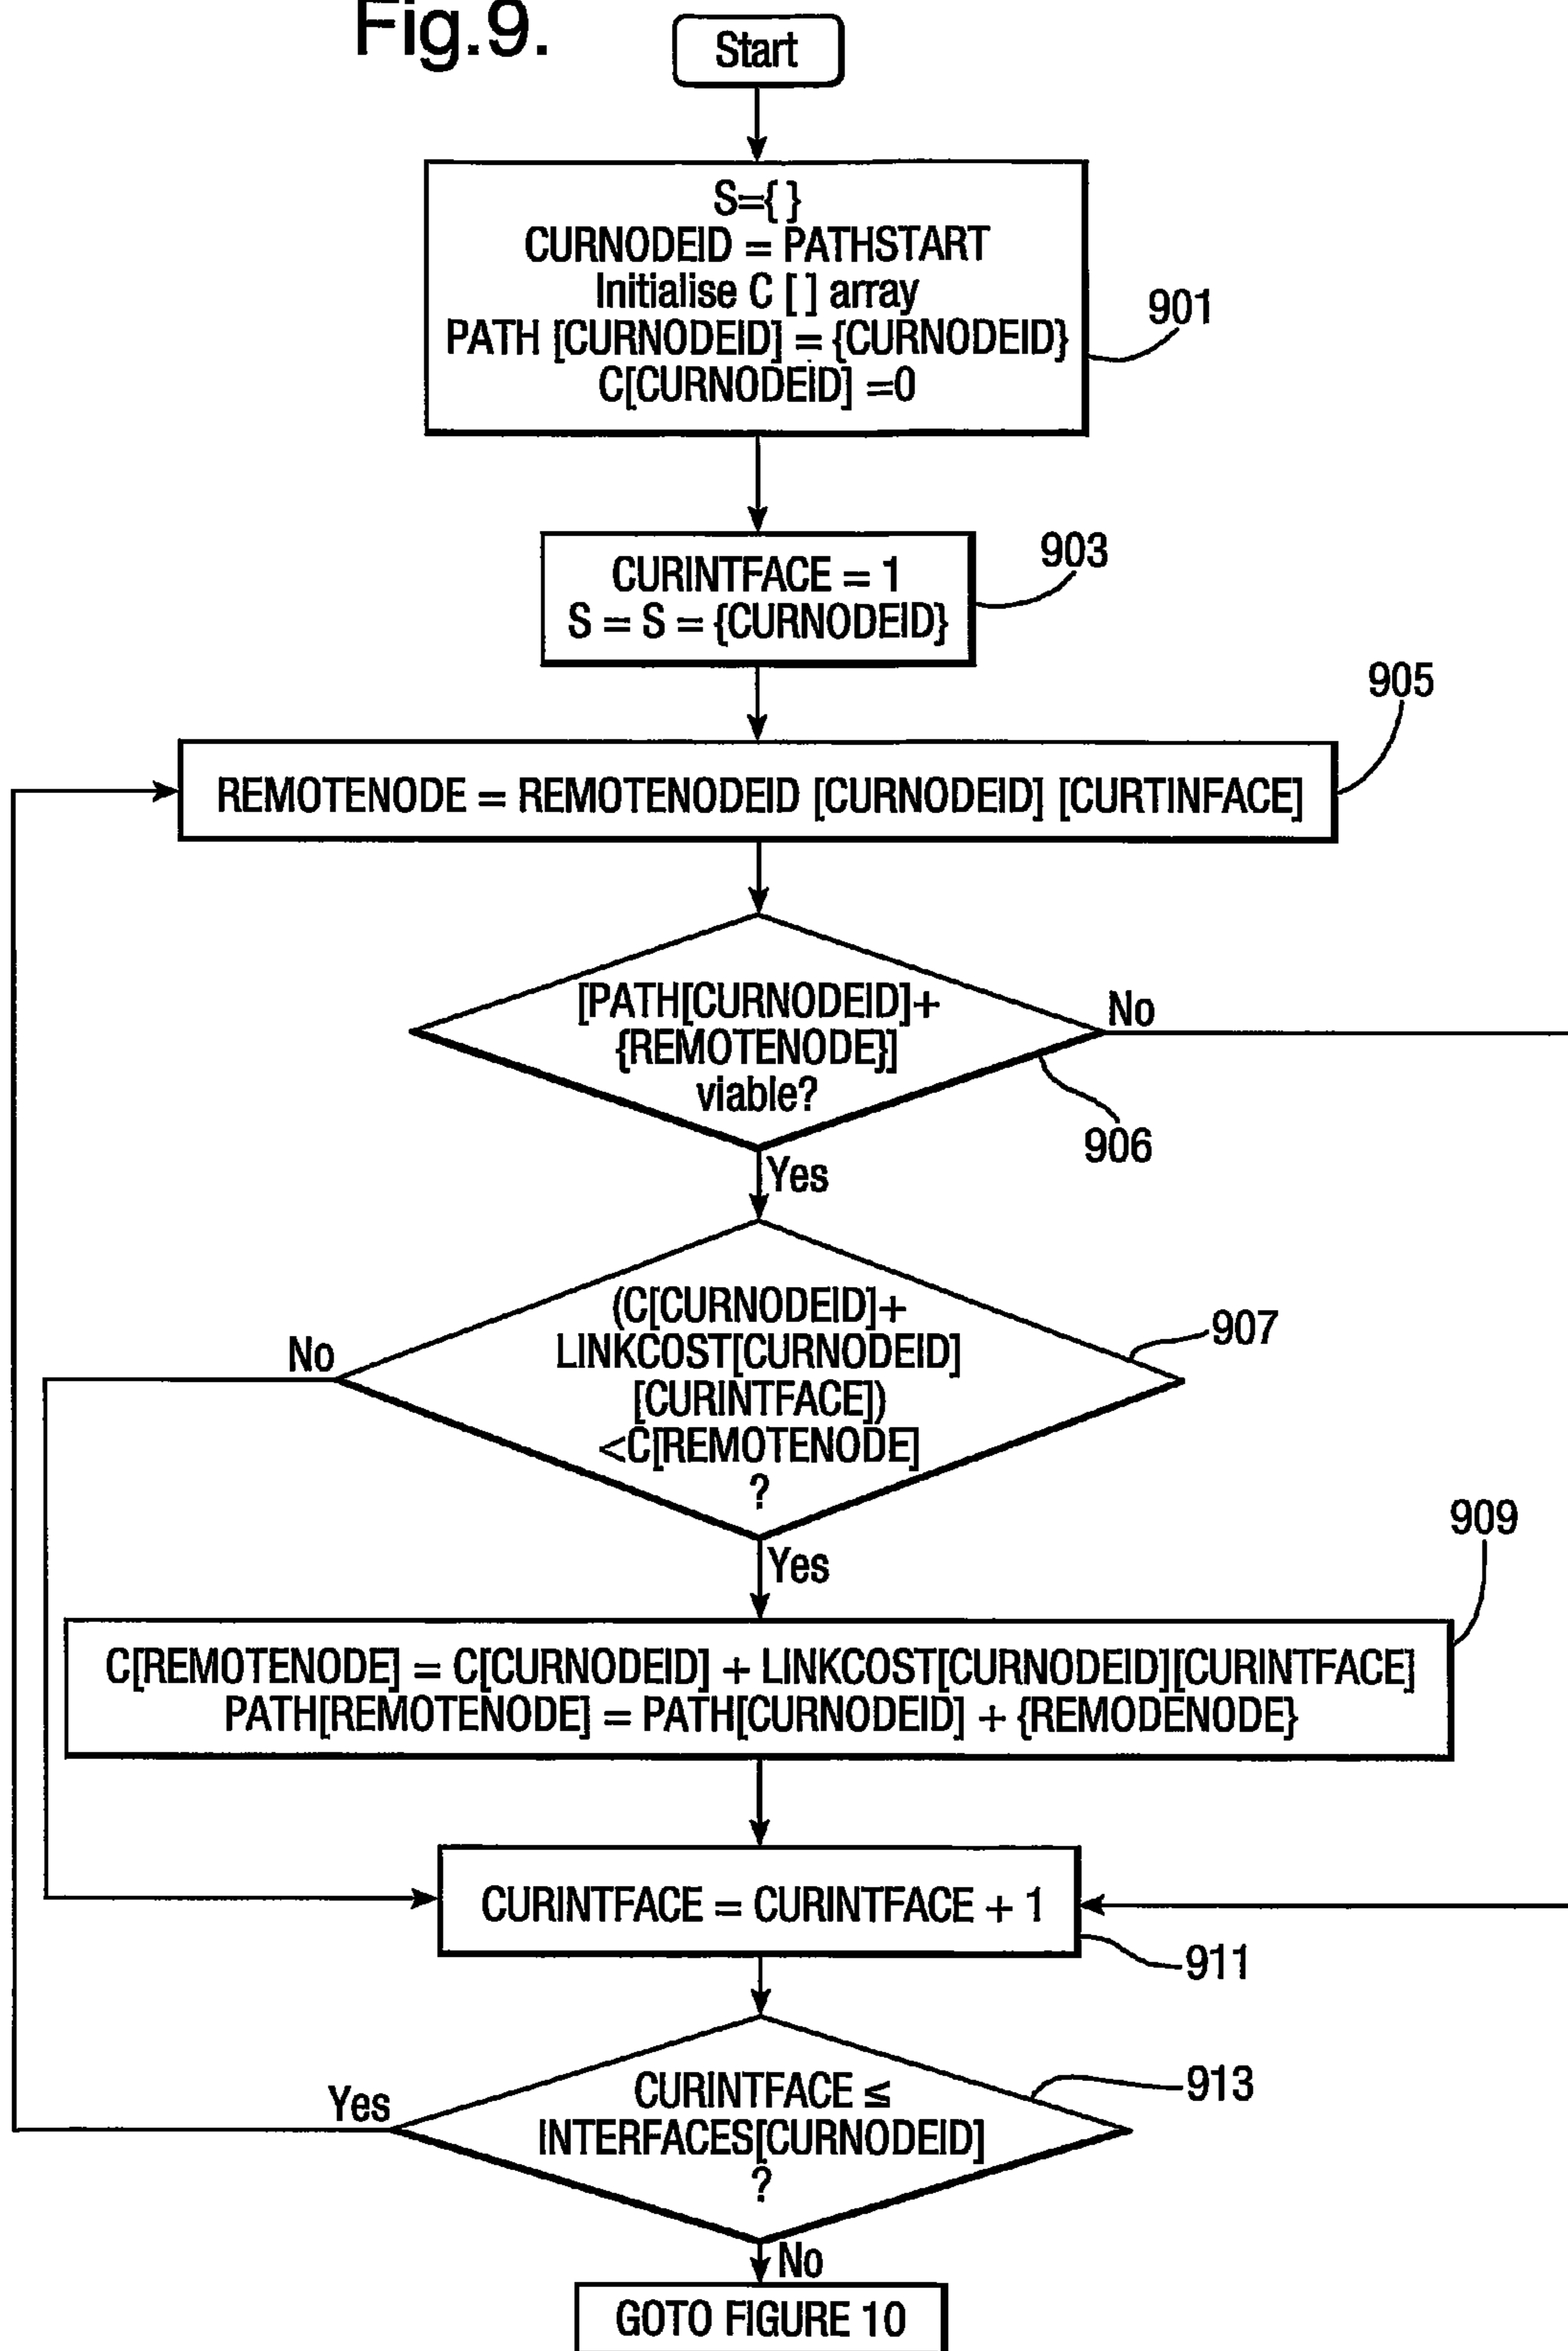 Fig.9.
Start
S={ }
CURNODEID = PATHSTART
Initialise C [ ] array
PATH [CURNODEID] = {CURNODEID}
C[CURNODEID] =0
901
CURINTFACE = 1
S = S = {CURNODEID}
903
905
REMOTENODE = REMOTENODEID [CURNODEID] [CURTINFACE]
[PATH[CURNODEID]+
{REMOTENODE}]
viable?
No
906
Yes
(C[CURNODEID]+
LINKCOST[CURNODEID]
[CURINTFACE])
<C[REMOTENODE]
?
No
907
Yes
909
C[REMOTENODE] = C[CURNODEID] + LINKCOST[CURNODEID][CURINTFACE]
PATH[REMOTENODE] = PATH[CURNODEID] + {REMODENODE}
CURINTFACE = CURINTFACE + 1
911
CURINTFACE ≤
INTERFACES[CURNODEID]
?
Yes
913
No
GOTO FIGURE 10